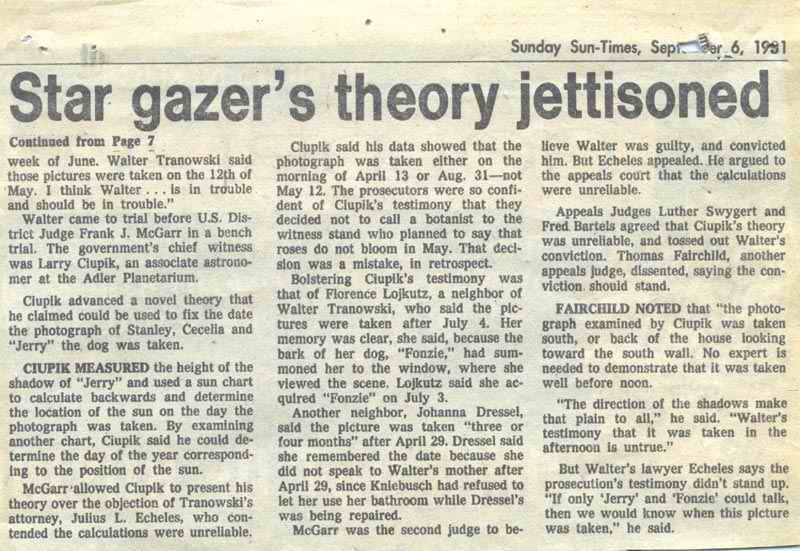 Sunday Sun-Times, September 6, 1981
Star gazer's theory jettisoned
Continued from Page 7
week of June. Walter Tranowski said
those pictures were taken on the 12th of
May. I think Walter . . . is in trouble
and should be in trouble."
Walter came to trial before U.S. Dis-
trict Judge Frank J. McGarr in a bench
trial. The government's chief witness
was Larry Ciupik, an associate astrono-
mer at the Adler Planetarium.
Ciupik advanced a novel theory that
he claimed could be used to fix the date
the photograph of Stanley, Cecelia and
"Jerry" the dog was taken.
CIUPIK MEASURED the height of the
shadow of "Jerry" and used a sun chart
to calculate backwards and determine
the location of the sun on the day the
photograph was taken. By examining
another chart, Ciupik said he could de-
termine the day of the year correspond-
ing to the position of the sun.
McGarr allowed Ciupik to present his
theory over the objection of Tranowski's
attorney, Julius L. Echeles, who con-
tended the calculations were unreliable.
Ciupik said his data showed that the
photograph was taken either on the
morning of April 13 or Aug. 31—not
May 12. The prosecutors were so confi-
dent of Ciupik's testimony that they
decided not to call a botanist to the
witness stand who planned to say that
roses do not bloom in May. That deci-
sion was a mistake, in retrospect.
Bolstering Ciupik's testimony was
that of Florence Lojkutz, a neighbor of
Walter Tranowski, who said the pic-
tures were taken after July 4. Her
memory was clear, she said, because the
bark of her dog, "Fonzie," had sum-
moned her to the window, where she
viewed the scene. Lojkutz said she ac-
quired "Fonzie" on July 3.
Another neighbor, Johanna Dressel,
said the picture was taken "three or
four months" after April 29. Dressel said
she remembered the date because she
did not speak to Walter's mother after
April 29, since Kniebusch had refused to
let her use her bathroom while Dressel's
was being repaired.
McGarr was the second judge to be-
lieve Walter was guilty, and convicted
him. But Echeles appealed. He argued to
the appeals court that the calculations
were unreliable.
Appeals Judges Luther Swygert and
Fred Bartels agreed that Ciupik's theory
was unreliable, and tossed out Walter's
conviction. Thomas Fairchild, another
appeals judge, dissented, saying the con-
viction should stand.
FAIRCHILD NOTED that "the photo-
graph examined by Ciupik was taken
south, or back of the house looking
toward the south wall. No expert is
needed to demonstrate that it was taken
well before noon.
"The direction of the shadows make
that plain to all," he said. "Walter's
testimony that it was taken in the
afternoon is untrue."
But Walter's lawyer Echeles says the
prosecution's testimony didn't stand up.
"If only 'Jerry' and 'Fonzie' could talk,
then we would know when this picture
was taken," he said.